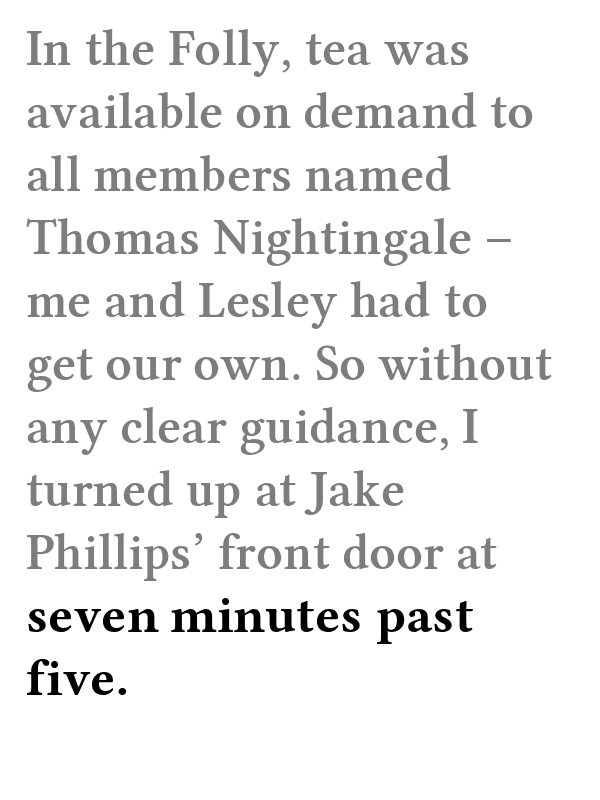 In the Folly, tea was
available on demand to
all members named
Thomas Nightingale –
me and Lesley had to
get our own. So without
any clear guidance, I
turned up at Jake
Phillips’ front door at
seven minutes past
five.